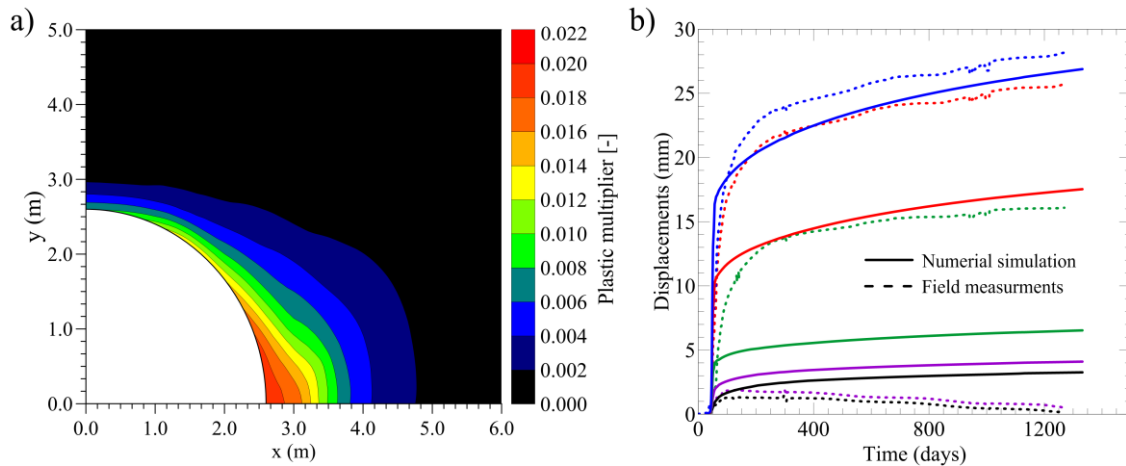 a)
5.0
4.0
3.0
2.0
1.0
0.0
y (m)
0.0 1.0 2.0 3.0 4.0 5.0 6.0
x (m)
0.022
0.020
0.018
0.016
0.014
0.012
0.010
0.008
0.006
0.004
0.002
0.000
Plastic multiplier [-]
b)
30
25
20
15
10
5
0
Displacements (mm)
Numerial simulation
Field measurments
0 400 800 1200
Time (days)